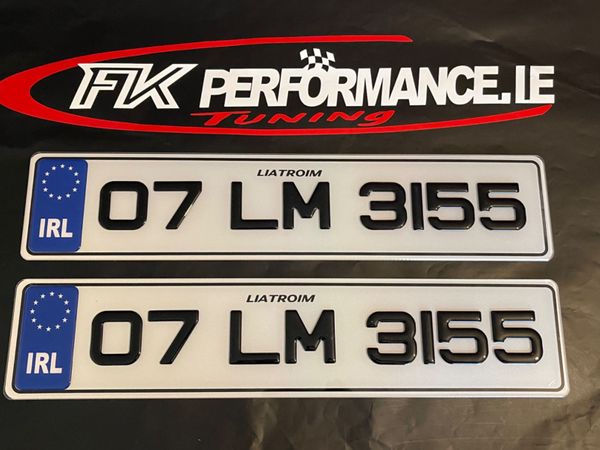 FK PERFORMANCE.IE
Tuning
LIATROIM
IRL 07 LM 3155
LIATROIM
IRL 07 LM 3155